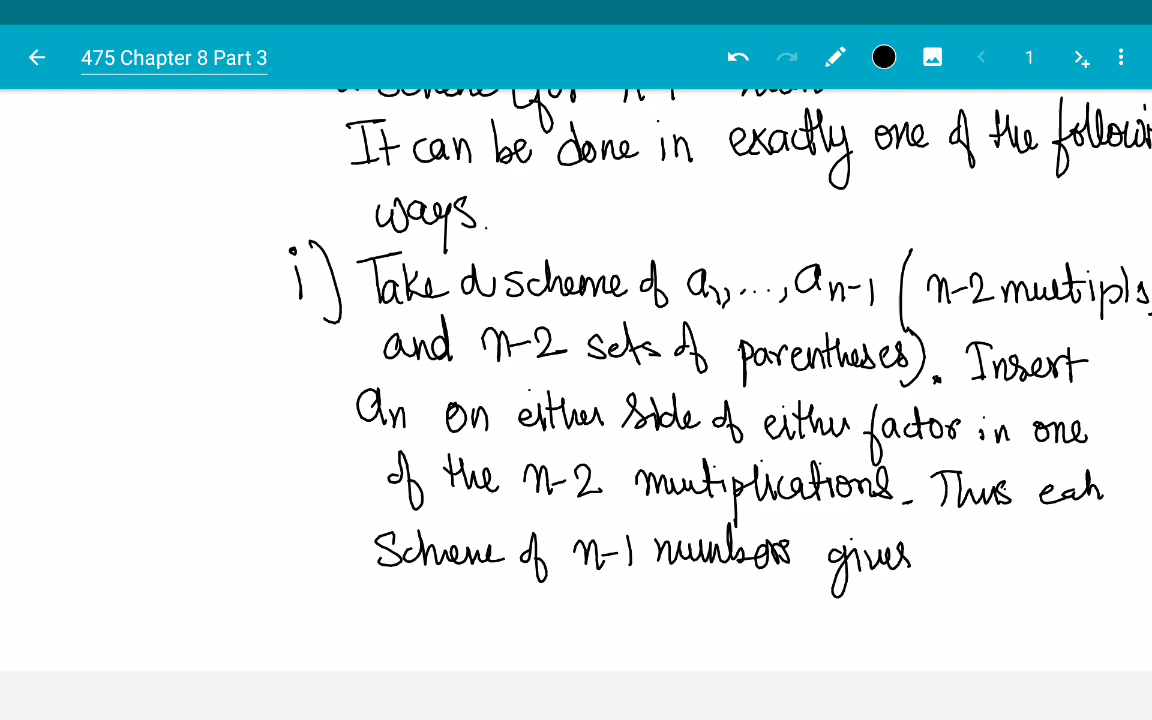 475 Chapter 8 Part 3
1
It can be done in exactly one of the followin
ways.
i) Take a scheme of a1, ..., an-1 (n-2 multipls
and n-2 sets of parentheses). Insert
an on either side of either factor in one
of the n-2 multiplications. Thus each
Scheme of n-1 numbers gives